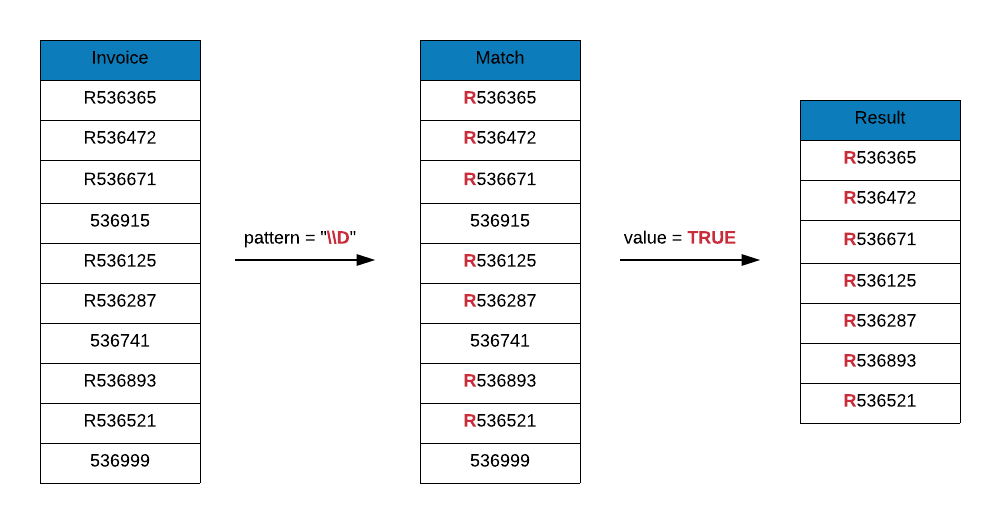 Invoice
R536365
R536472
R536671
536915
R536125
R536287
536741
R536893
R536521
536999
pattern = "\\D"
Match
R536365
R536472
R536671
536915
R536125
R536287
536741
R536893
R536521
536999
value = TRUE
Result
R536365
R536472
R536671
R536125
R536287
R536893
R536521